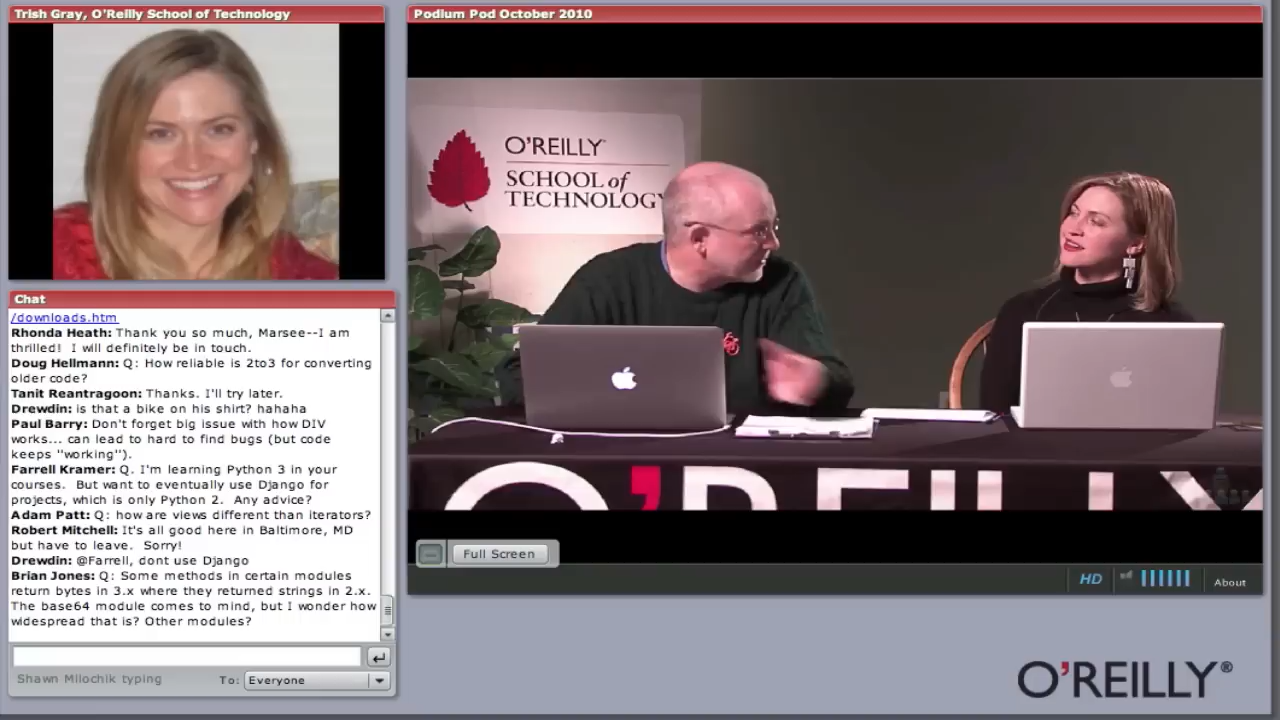 Trish Gray, O'Reilly School of Technology
Chat
/downloads.htm
Rhonda Heath: Thank you so much, Marsee--I am
thrilled!  I will definitely be in touch.
Doug Hellmann: Q: How reliable is 2to3 for converting
older code?
Tanit Reantragoon: Thanks. I'll try later.
Drewdin: is that a bike on his shirt? hahaha
Paul Barry: Don't forget big issue with how DIV
works... can lead to hard to find bugs (but code
keeps "working").
Farrell Kramer: Q. I'm learning Python 3 in your
courses.  But want to eventually use Django for
projects, which is only Python 2.  Any advice?
Adam Patt: Q: how are views different than iterators?
Robert Mitchell: It's all good here in Baltimore, MD
but have to leave.  Sorry!
Drewdin: @Farrell, dont use Django
Brian Jones: Q: Some methods in certain modules
return bytes in 3.x where they returned strings in 2.x.
The base64 module comes to mind, but I wonder how
widespread that is? Other modules?
Shawn Milochik typing
To: Everyone
Podium Pod October 2010
O'REILLY™
SCHOOL of
TECHNOLOGY
O'REILLY
Full Screen
HD
About
O'REILLY®